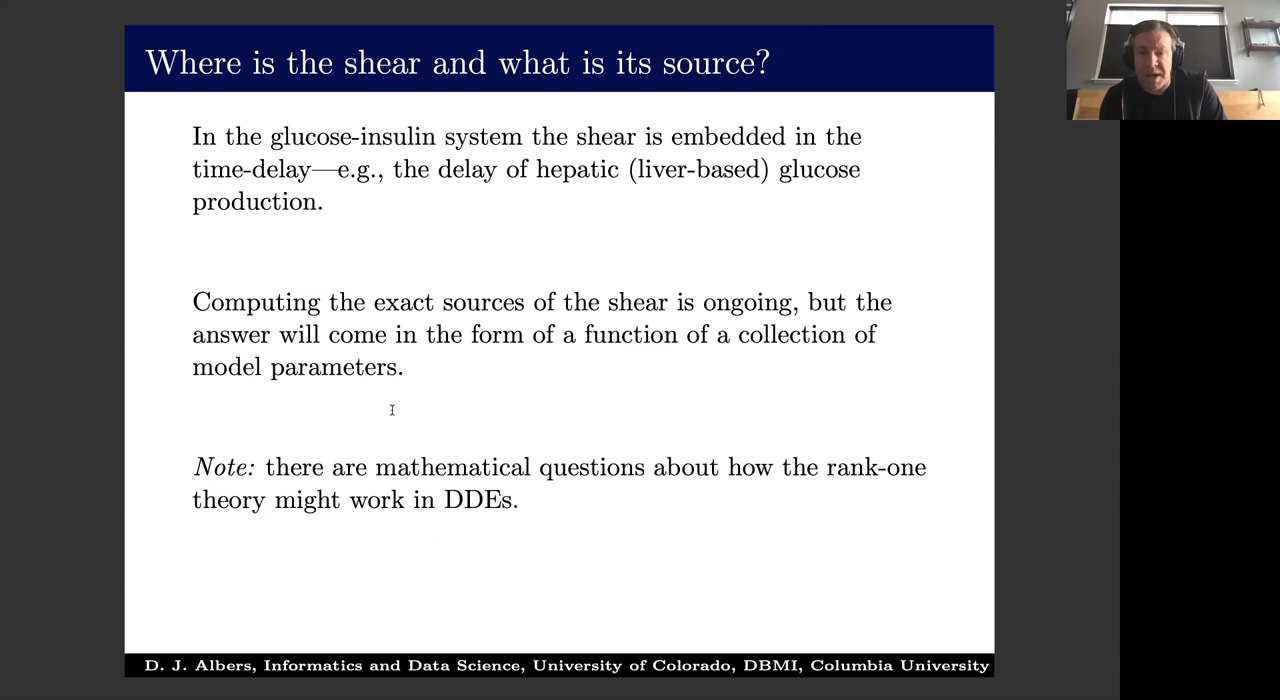 Where is the shear and what is its source?
In the glucose-insulin system the shear is embedded in the
time-delay—e.g., the delay of hepatic (liver-based) glucose
production.
Computing the exact sources of the shear is ongoing, but the
answer will come in the form of a function of a collection of
model parameters.
Note: there are mathematical questions about how the rank-one
theory might work in DDEs.
D. J. Albers, Informatics and Data Science, University of Colorado, DBMI, Columbia University